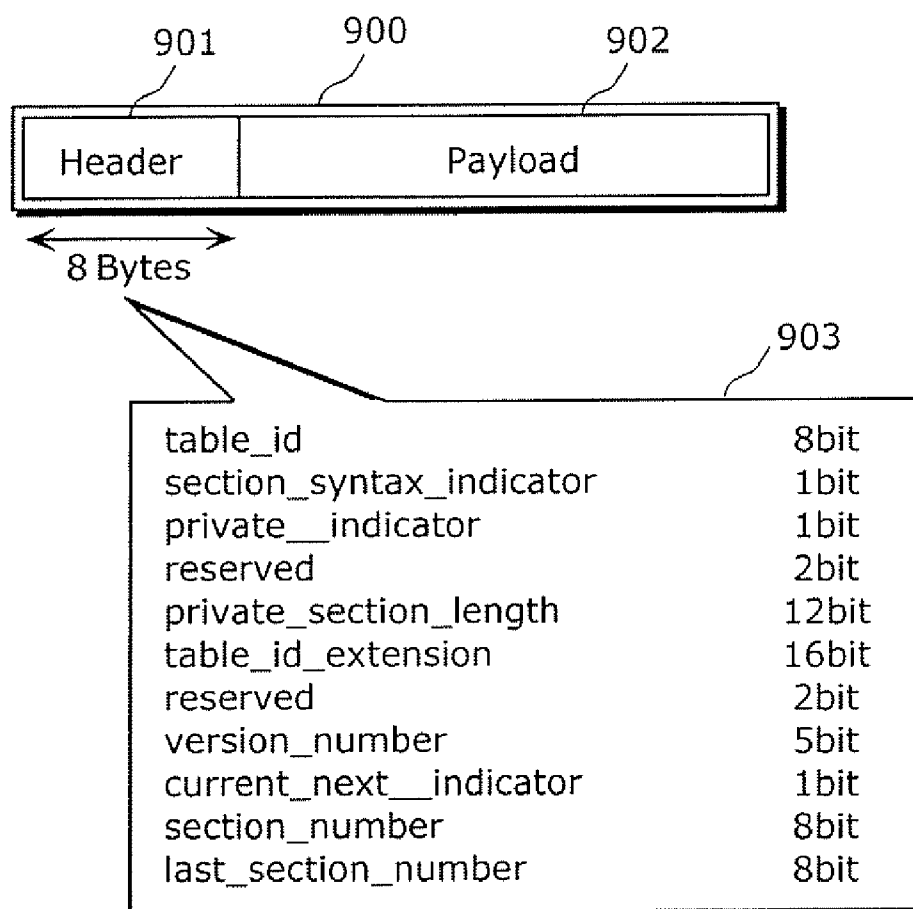 901 900 902
Header Payload
8 Bytes
903
table_id 8bit
section_syntax_indicator 1bit
private__indicator 1bit
reserved 2bit
private_section_length 12bit
table_id_extension 16bit
reserved 2bit
version_number 5bit
current_next__indicator 1bit
section_number 8bit
last_section_number 8bit